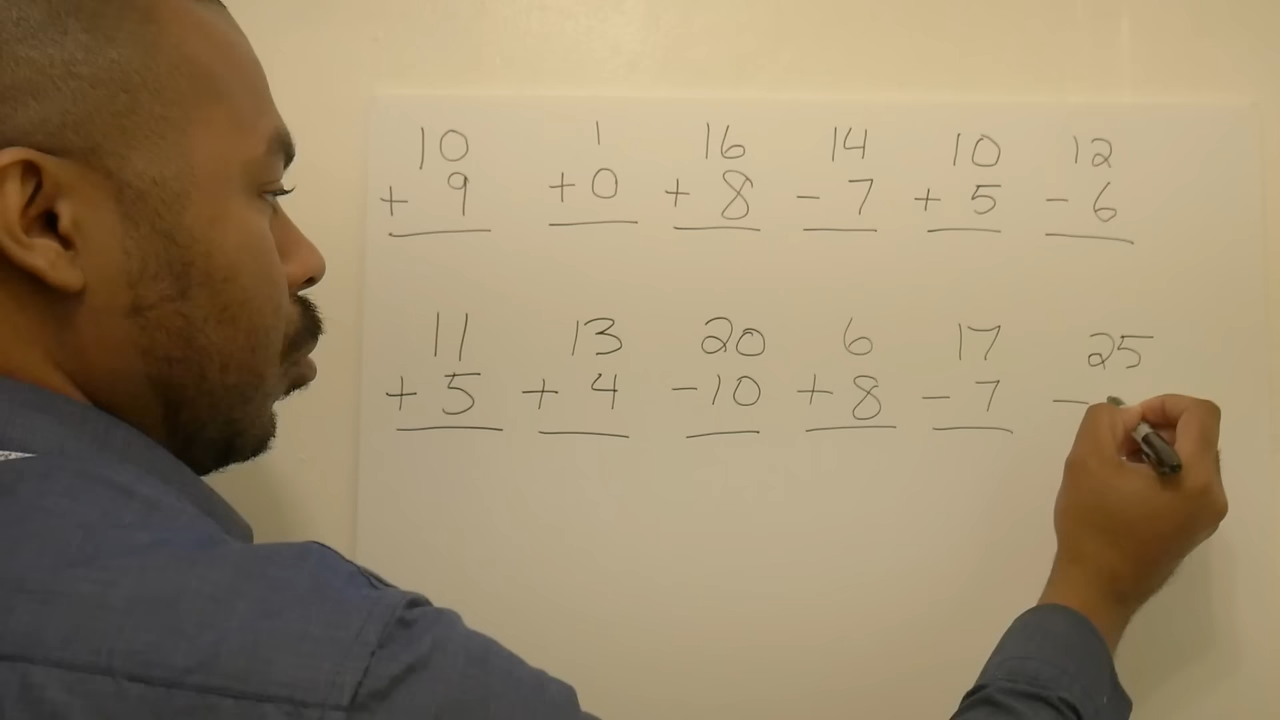 10 1 16 14 10 12
+ 9 + 0 + 8 - 7 + 5 - 6
11 13 20 6 17 25
+ 5 + 4 - 10 + 8 - 7 -